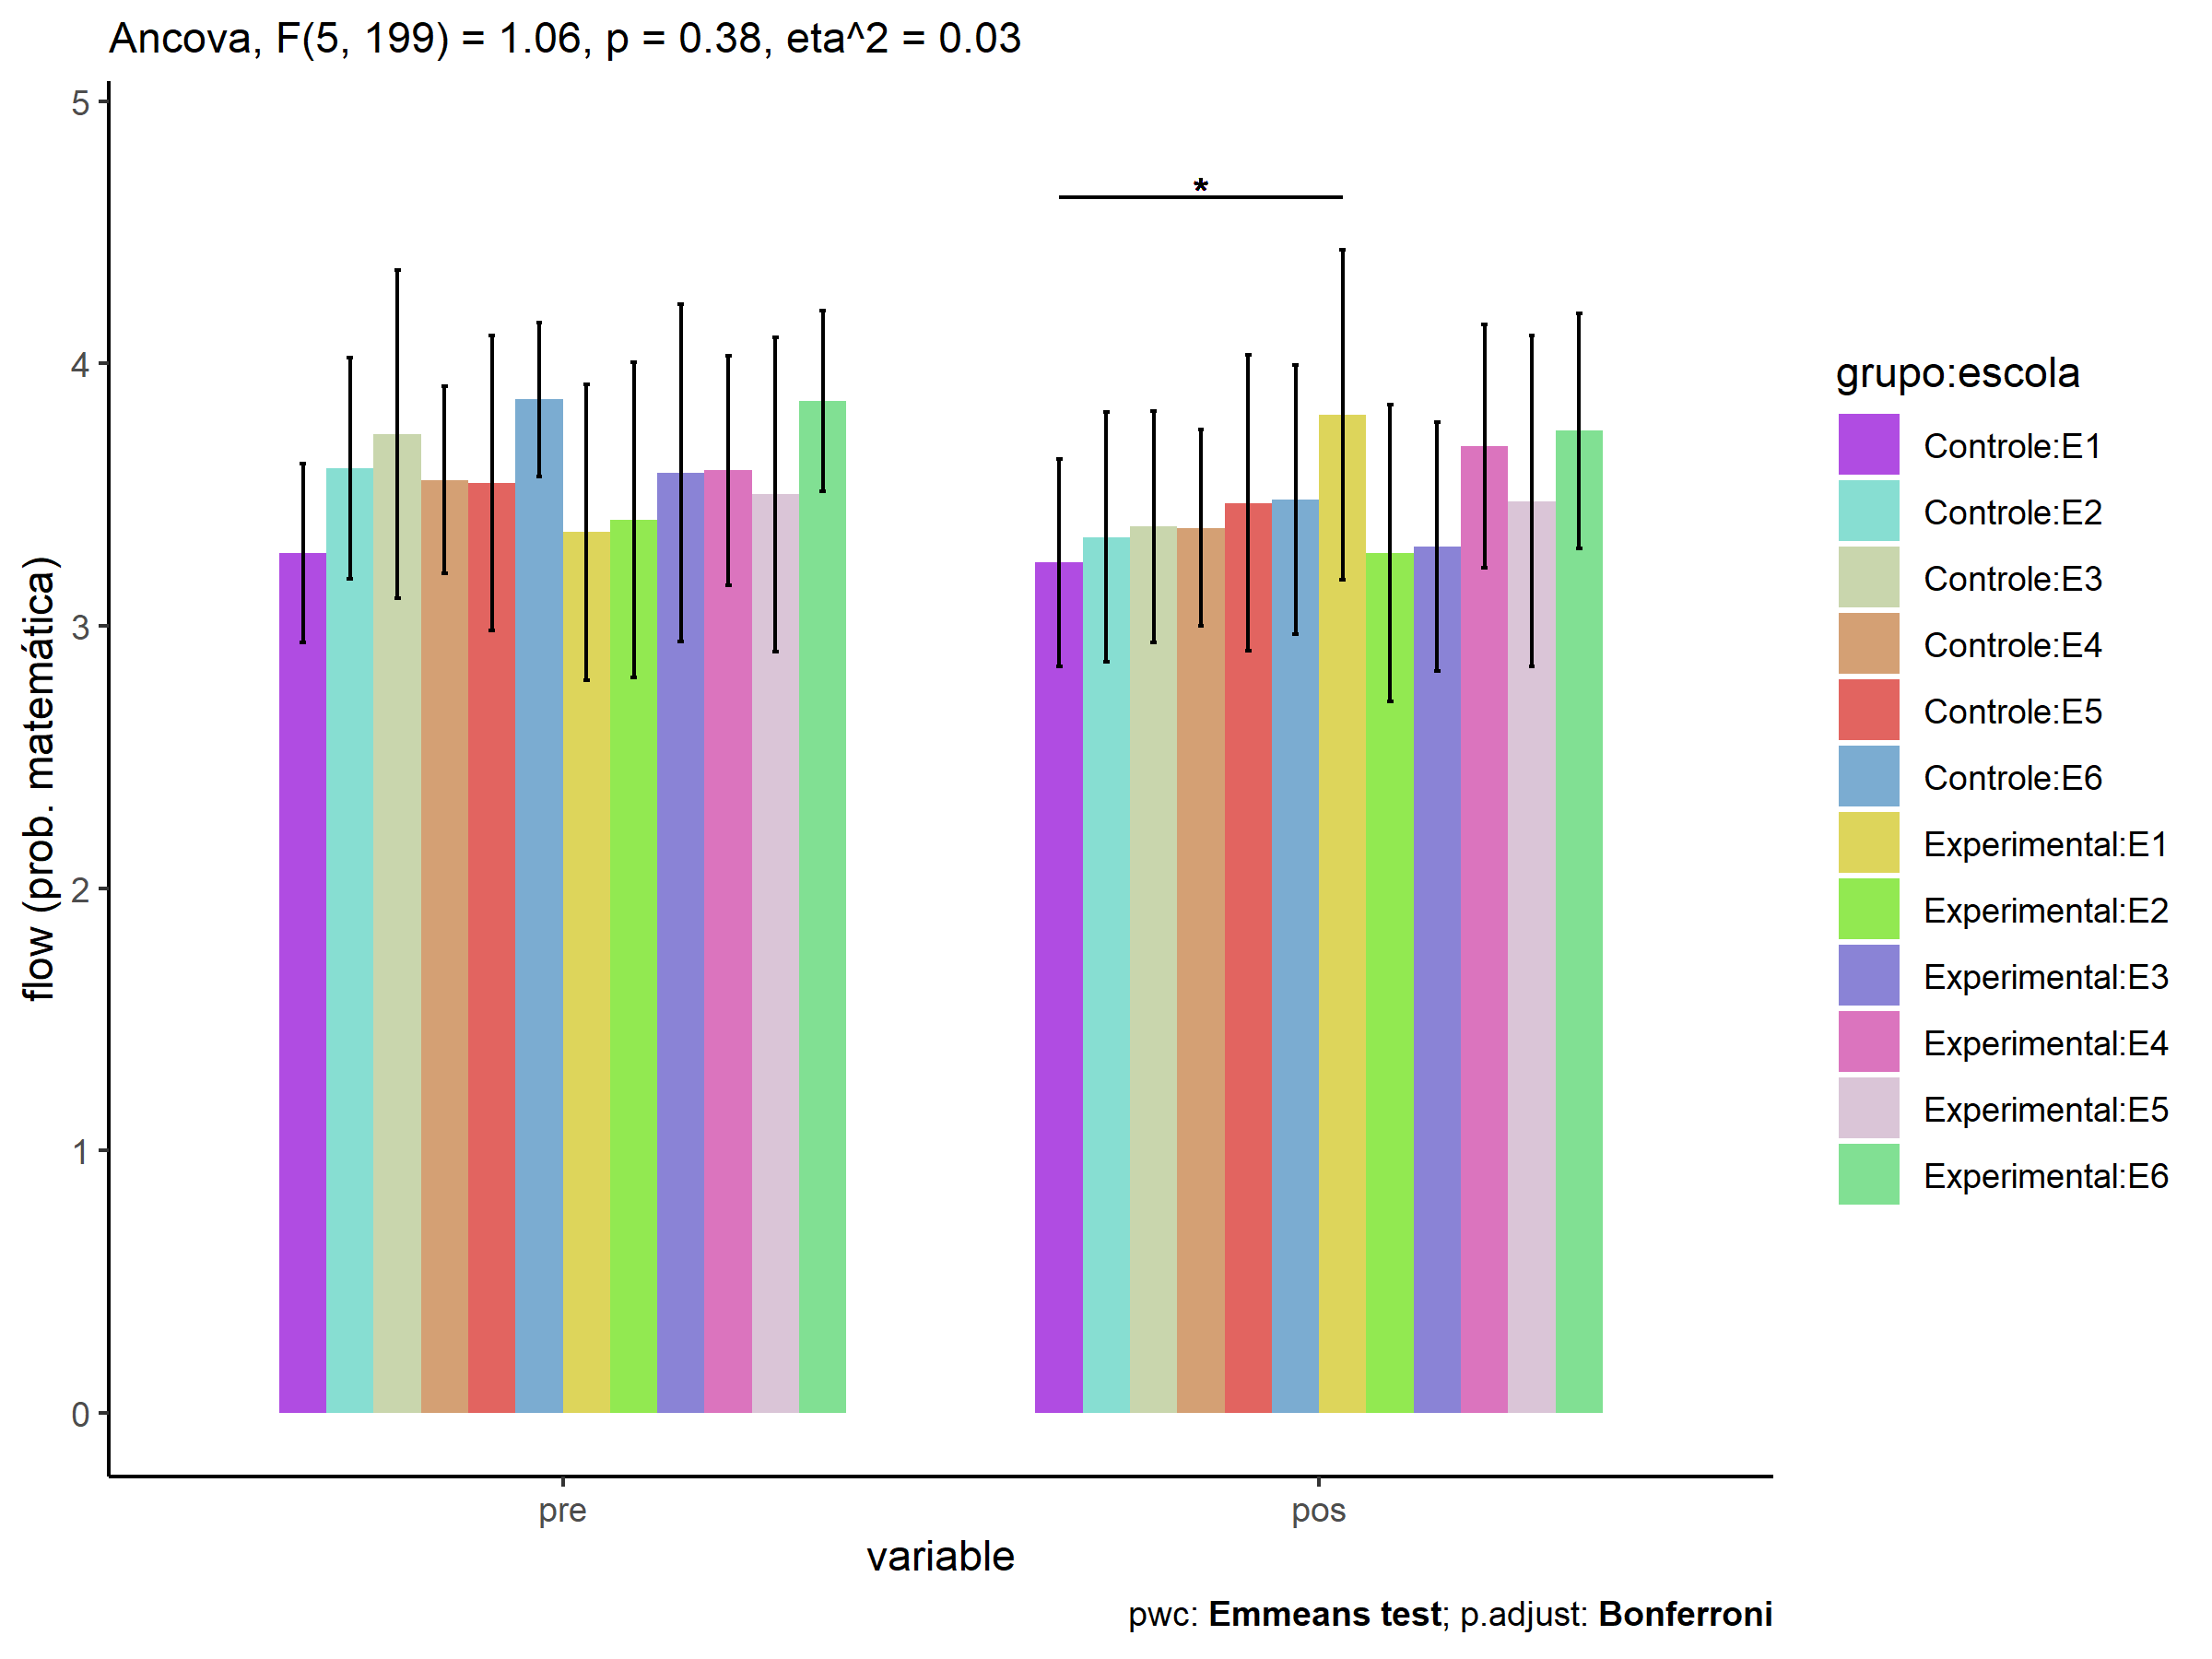 Ancova, F(5, 199) = 1.06, p = 0.38, eta^2 = 0.03
flow (prob. matemática)
5
4
3
2
1
0
*
pre
pos
variable
pwc: Emmeans test; p.adjust: Bonferroni
grupo:escola
Controle:E1
Controle:E2
Controle:E3
Controle:E4
Controle:E5
Controle:E6
Experimental:E1
Experimental:E2
Experimental:E3
Experimental:E4
Experimental:E5
Experimental:E6